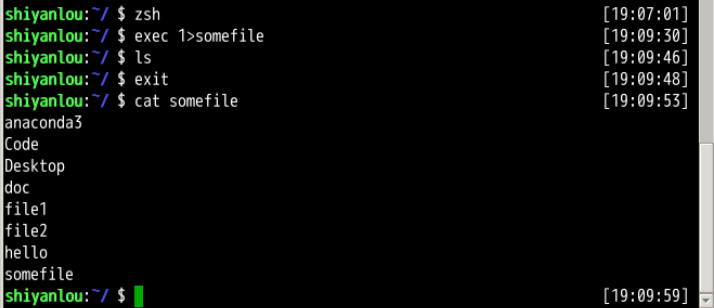 shiyanlou:~/ $ zsh [19:07:01]
shiyanlou:~/ $ exec 1>somefile [19:09:30]
shiyanlou:~/ $ ls [19:09:46]
shiyanlou:~/ $ exit [19:09:48]
shiyanlou:~/ $ cat somefile [19:09:53]
anaconda3
Code
Desktop
doc
file1
file2
hello
somefile
shiyanlou:~/ $ [19:09:59]